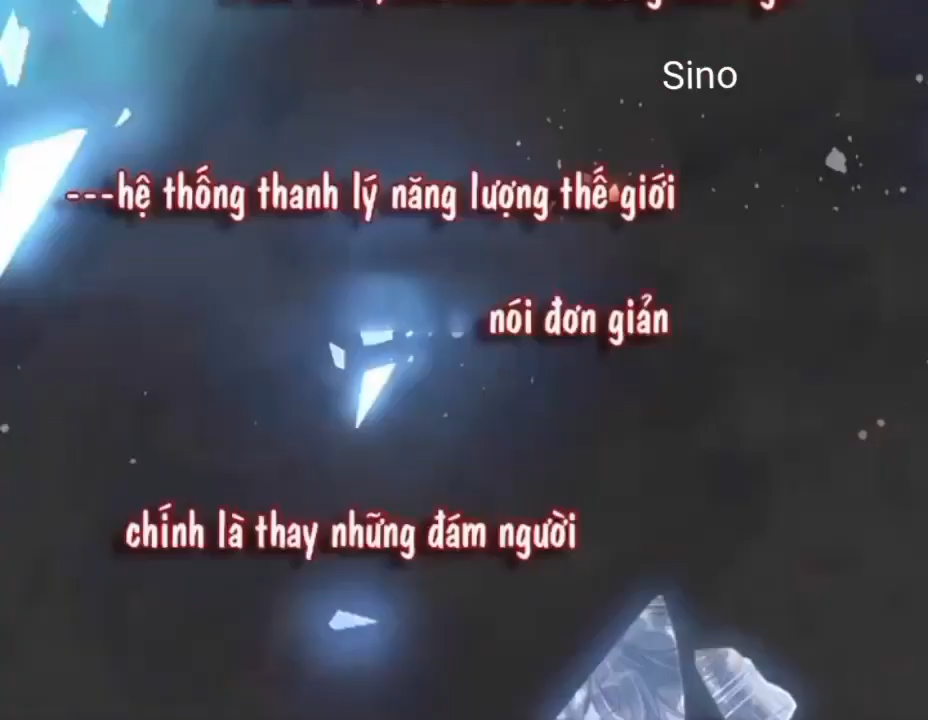 Sino
---hệ thống thanh lý năng lượng thế giới
nói đơn giản
chính là thay những đám người